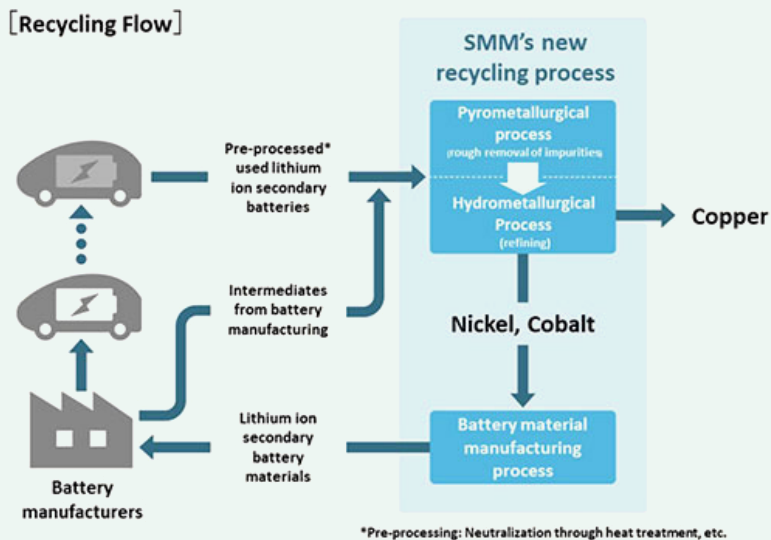 [Recycling Flow]
SMM's new
recycling process
Pyrometallurgical
process
(rough removal of impurities)
Pre-processed*
used lithium
ion secondary
batteries
Hydrometallurgical
Process
(refining)
Copper
Intermediates
from battery
manufacturing
Nickel, Cobalt
Lithium ion
secondary
battery
materials
Battery material
manufacturing
process
Battery
manufacturers
*Pre-processing: Neutralization through heat treatment, etc.